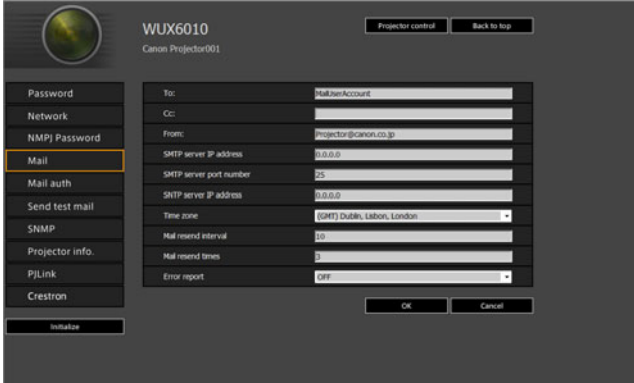 WUX6010
Projector control
Back to top
Canon Projector001
Password
Network
NMPJ Password
Mail
Mail auth
Send test mail
SNMP
Projector info.
PJLink
Crestron
Initialize
To: MailUserAccount
Cc:
From: Projector@canon.co.jp
SMTP server IP address 0.0.0.0
SMTP server port number 25
SNTP server IP address 0.0.0.0
Time zone (GMT) Dublin, Lisbon, London
Mail resend interval 10
Mail resend times 3
Error report OFF
OK
Cancel